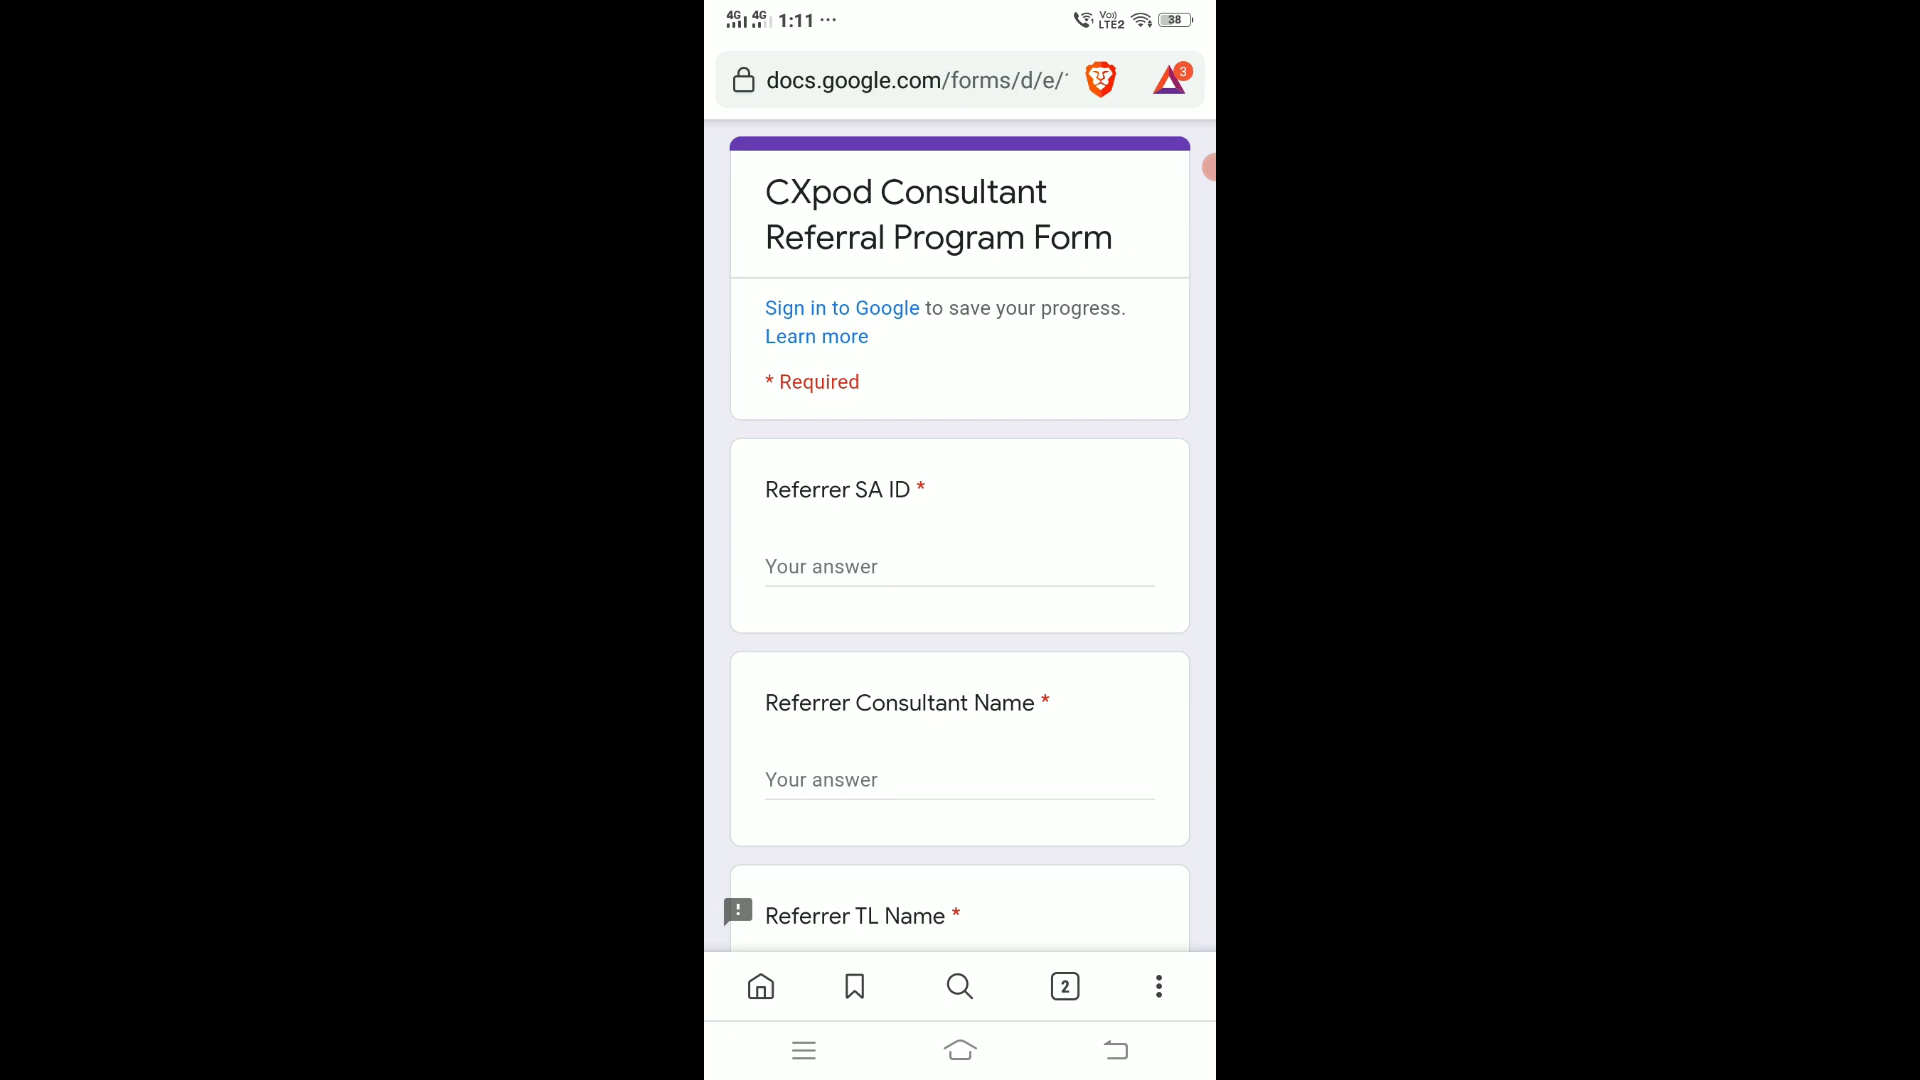 4G 4G 1:11 ··· Vo)) LTE2 38
docs.google.com/forms/d/e/
3
CXpod Consultant
Referral Program Form
Sign in to Google to save your progress.
Learn more
* Required
Referrer SA ID *
Your answer
Referrer Consultant Name *
Your answer
Referrer TL Name *
2